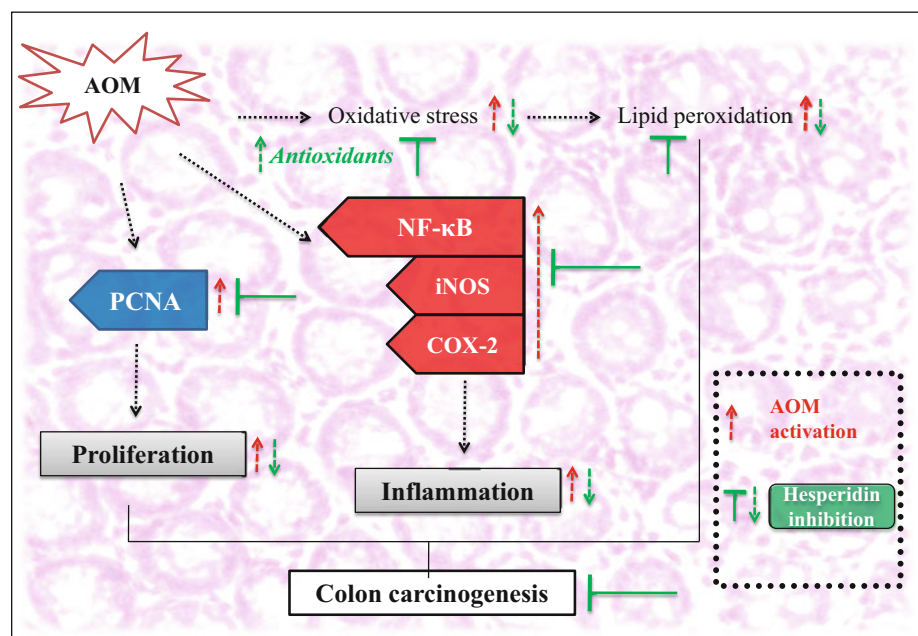 AOM
Oxidative stress
Lipid peroxidation
Antioxidants
NF-κB
iNOS
COX-2
PCNA
Proliferation
Inflammation
Colon carcinogenesis
AOM
activation
Hesperidin
inhibition